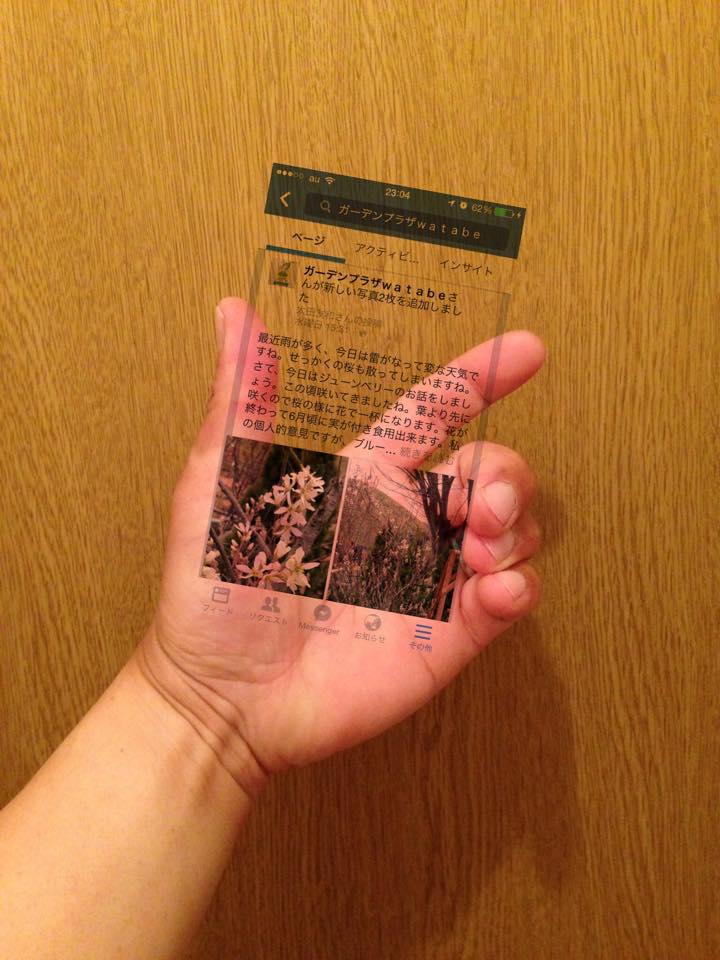 au 23:04 62%
ガーデンプラザｗａｔａｂｅ
ページ アクティビ... インサイト
ガーデンプラザｗａｔａｂｅさ
んが新しい写真2枚を追加しまし
た
さんの投稿
水曜日
最近雨が多く、今日は雷がなって変な天気で
すね。せっかくの桜も散ってしまいますね。
さて、今日はジューンベリーのお話をしまし
ょう。この頃咲いてきましたね。葉より先に
咲くので桜の様に花で一杯になります。花が
終わって6月頃に実が付き食用出来ます。私
の個人的意見ですが、ブルー... 続きを読む
フィード リクエスト Messenger お知らせ その他